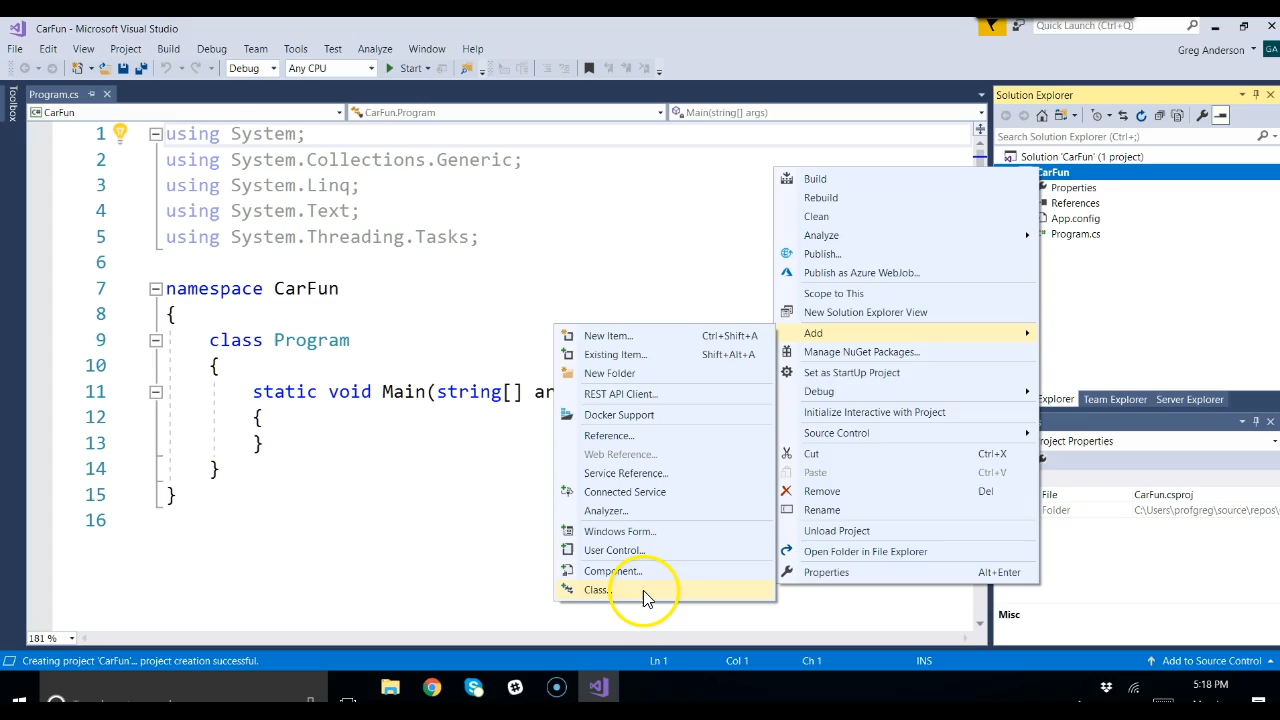 CarFun - Microsoft Visual Studio
Quick Launch (Ctrl+Q)
File Edit View Project Build Debug Team Tools Test Analyze Window Help
Greg Anderson
GA
Debug Any CPU Start
Toolbox
Program.cs
CarFun CarFun.Program Main(string[] args)
1 using System;
2 using System.Collections.Generic;
3 using System.Linq;
4 using System.Text;
5 using System.Threading.Tasks;
6
7 namespace CarFun
8 {
9 class Program
10 {
11 static void Main(string[] ar
12 {
13 }
14 }
15 }
16
181 %
New Item... Ctrl+Shift+A
Existing Item... Shift+Alt+A
New Folder
REST API Client...
Docker Support
Reference...
Web Reference...
Service Reference...
Connected Service
Analyzer...
Windows Form...
User Control...
Component...
Class...
Build
Rebuild
Clean
Analyze
Publish...
Publish as Azure WebJob...
Scope to This
New Solution Explorer View
Add
Manage NuGet Packages...
Set as StartUp Project
Debug
Initialize Interactive with Project
Source Control
Cut Ctrl+X
Paste Ctrl+V
Remove Del
Rename
Unload Project
Open Folder in File Explorer
Properties Alt+Enter
Solution Explorer
Search Solution Explorer (Ctrl+;)
Solution 'CarFun' (1 project)
CarFun
Properties
References
App.config
Program.cs
Explorer Team Explorer Server Explorer
Project Properties
File CarFun.csproj
Folder C:\Users\profgreg\source\repos\
Misc
Creating project 'CarFun'... project creation successful.
Ln 1 Col 1 Ch 1 INS
Add to Source Control
5:18 PM